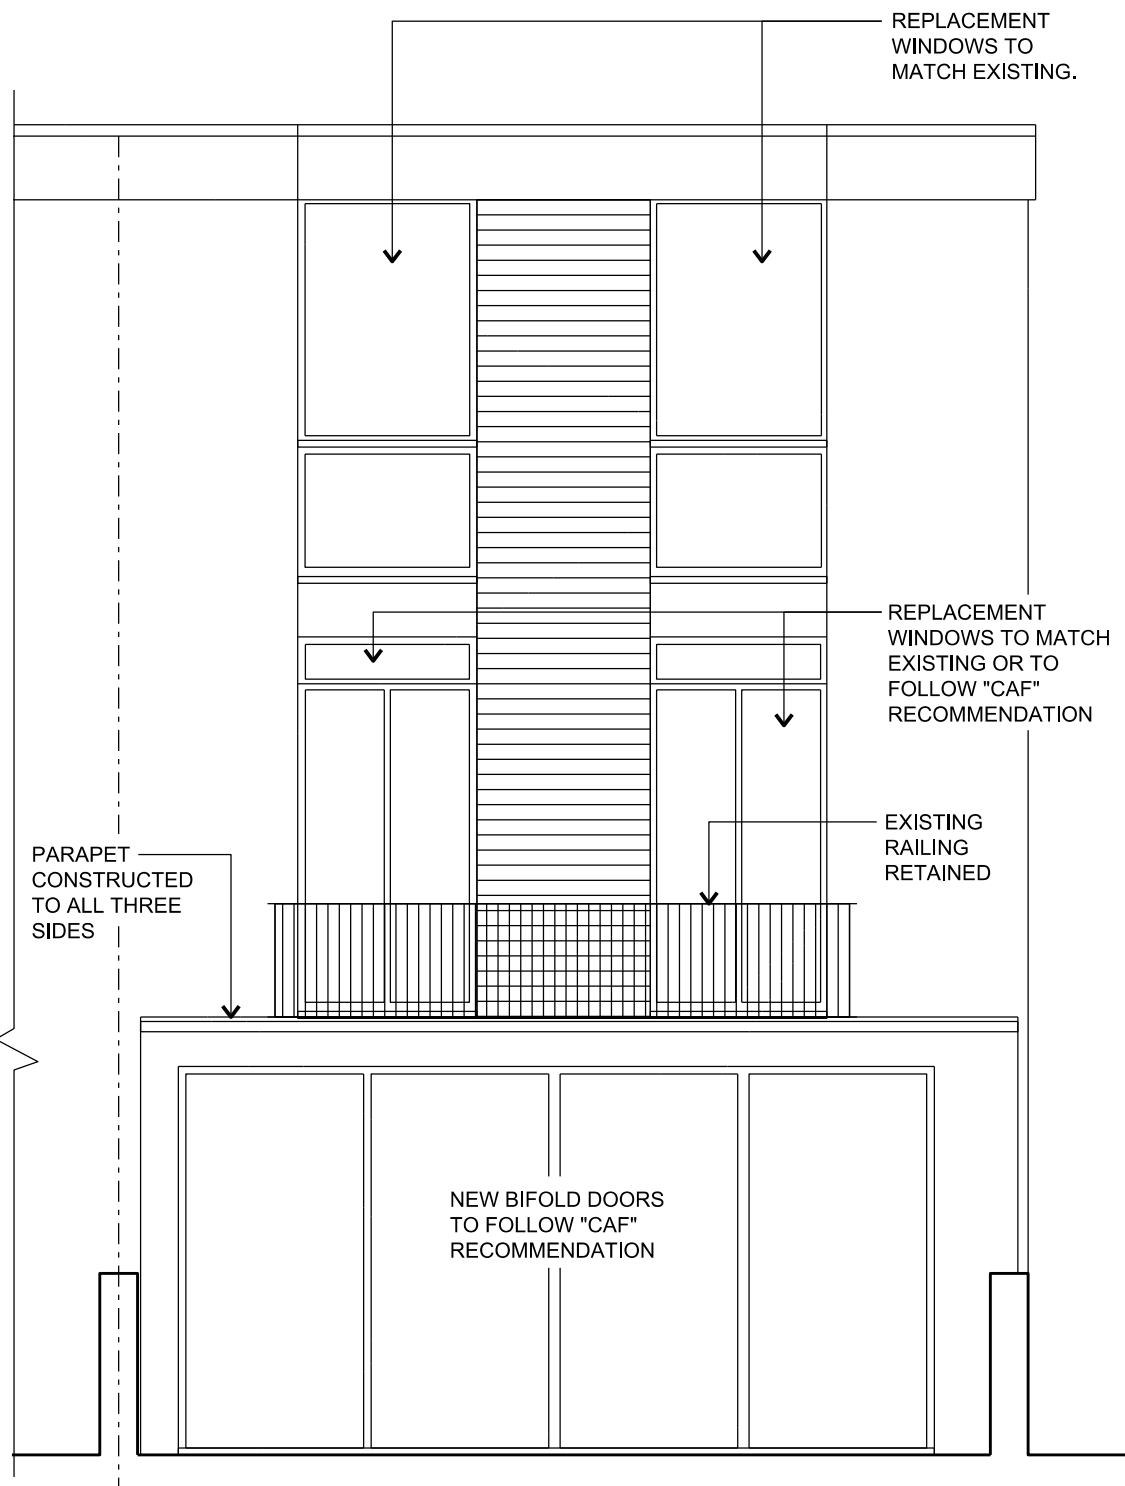 REPLACEMENT
WINDOWS TO
MATCH EXISTING.
REPLACEMENT
WINDOWS TO MATCH
EXISTING OR TO
FOLLOW "CAF"
RECOMMENDATION
EXISTING
RAILING
RETAINED
PARAPET
CONSTRUCTED
TO ALL THREE
SIDES
NEW BIFOLD DOORS
TO FOLLOW "CAF"
RECOMMENDATION